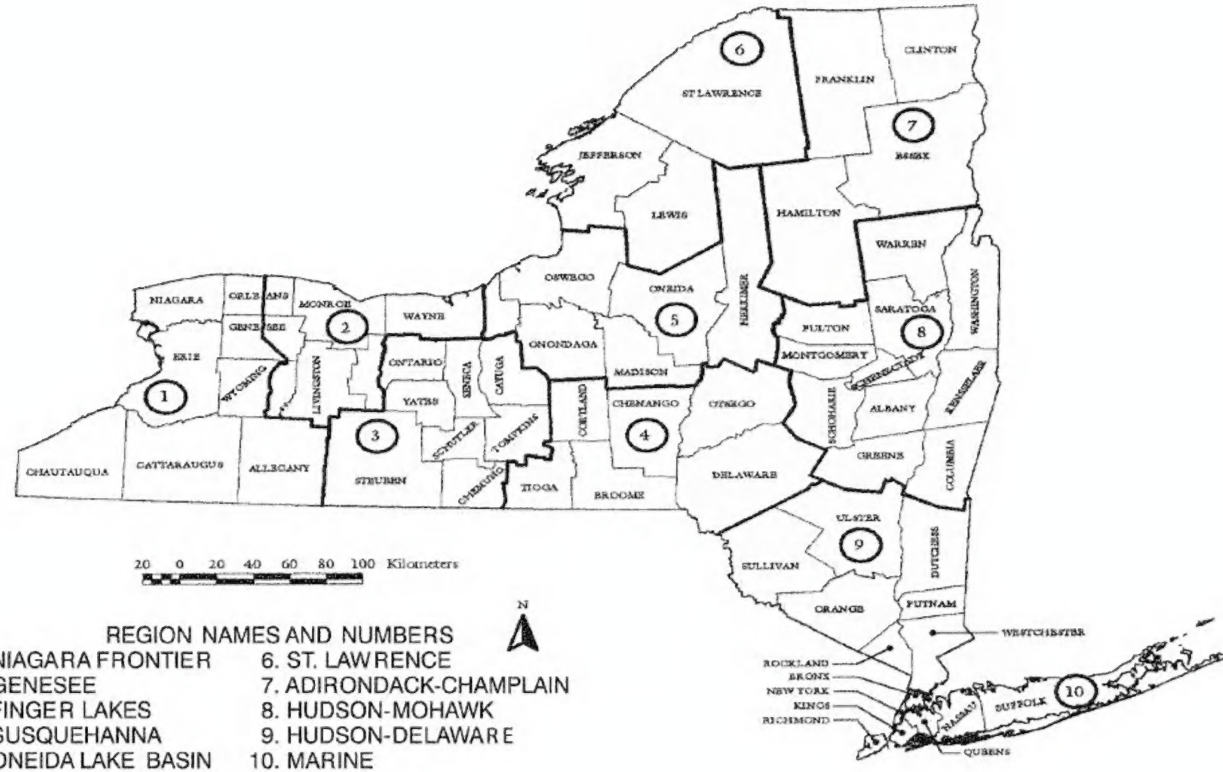 6
CLINTON
FRANKLIN
ST LAWRENCE
7
ESSEX
JEFFERSON
LEWIS
HAMILTON
HERKIMER
WARREN
WASHINGTON
OSWEGO
ONEIDA
5
NIAGARA
ORLEANS
MONROE
2
WAYNE
GENESEE
SARATOGA
8
FULTON
MONTGOMERY
SCHENECTADY
ONONDAGA
MADISON
ERIE
WYOMING
LIVINGSTON
ONTARIO
SENECA
CAYUGA
YATES
1
3
CORTLAND
CHENANGO
4
OTSEGO
SCHOHARIE
ALBANY
RENSSELAER
SCHUYLER
TOMPKINS
GREENE
COLUMBIA
CHAUTAUQUA
CATTARAUGUS
ALLEGANY
STEUBEN
CHEMUNG
TIOGA
BROOME
DELAWARE
ULSTER
9
DUTCHESS
SULLIVAN
ORANGE
PUTNAM
WESTCHESTER
ROCKLAND
BRONX
NEW YORK
KINGS
RICHMOND
QUEENS
NASSAU
SUFFOLK
10
20 0 20 40 60 80 100 Kilometers
N
REGION NAMES AND NUMBERS
NIAGARA FRONTIER
GENESEE
FINGER LAKES
SUSQUEHANNA
ONEIDA LAKE BASIN
6. ST. LAWRENCE
7. ADIRONDACK-CHAMPLAIN
8. HUDSON-MOHAWK
9. HUDSON-DELAWARE
10. MARINE